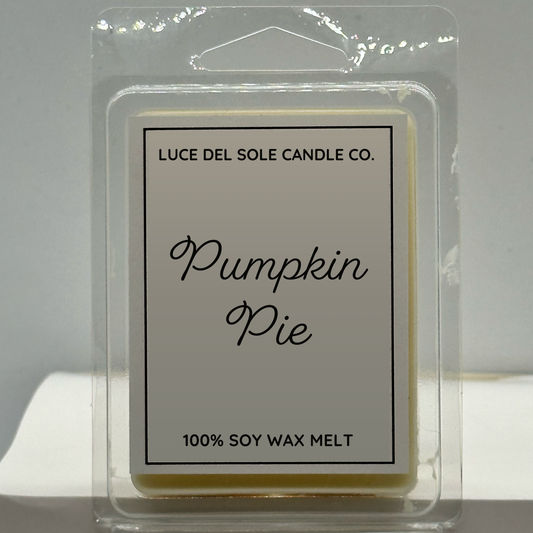 LUCE DEL SOLE CANDLE CO.
Pumpkin
Pie
100% SOY WAX MELT